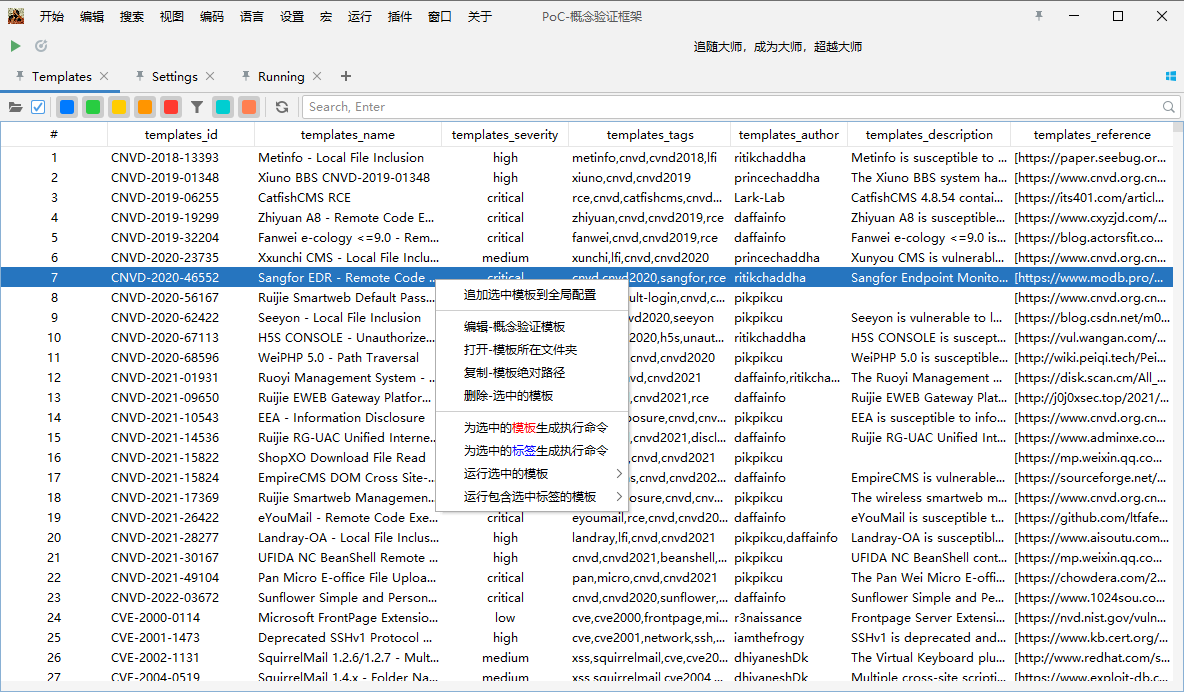 开始 编辑 搜索 视图 编码 语言 设置 宏 运行 插件 窗口 关于 PoC-概念验证框架
追随大师，成为大师，超越大师
Templates Settings Running
Search, Enter
# templates_id templates_name templates_severity templates_tags templates_author templates_description templates_reference
1 CNVD-2018-13393 Metinfo - Local File Inclusion high metinfo,cnvd,cvnd2018,lfi ritikchaddha Metinfo is susceptible to ... [https://paper.seebug.or...
2 CNVD-2019-01348 Xiuno BBS CNVD-2019-01348 high xiuno,cnvd,cnvd2019 princechaddha The Xiuno BBS system ha... [https://www.cnvd.org.cn...
3 CNVD-2019-06255 CatfishCMS RCE critical rce,cnvd,catfishcms,cnvd... Lark-Lab CatfishCMS 4.8.54 contai... [https://its401.com/articl...
4 CNVD-2019-19299 Zhiyuan A8 - Remote Code E... critical zhiyuan,cnvd,cnvd2019,rce daffainfo Zhiyuan A8 is susceptible... [https://www.cxyzjd.com/...
5 CNVD-2019-32204 Fanwei e-cology <=9.0 - Rem... critical fanwei,cnvd,cnvd2019,rce daffainfo Fanwei e-cology <=9.0 is... [https://blog.actorsfit.co...
6 CNVD-2020-23735 Xxunchi CMS - Local File Inclu... medium xunchi,lfi,cnvd,cnvd2020 princechaddha Xunyou CMS is vulnerabl... [https://www.cnvd.org.cn...
7 CNVD-2020-46552 Sangfor EDR - Remote Code ... critical cnvd,cnvd2020,sangfor,rce ritikchaddha Sangfor Endpoint Monito... [https://www.modb.pro/...
8 CNVD-2020-56167 Ruijie Smartweb Default Pass... 追加选中模板到全局配置 ult-login,cnvd,c... pikpikcu [https://www.cnvd.org.cn...
9 CNVD-2020-62422 Seeyon - Local File Inclusion 编辑-概念验证模板 vd2020,seeyon pikpikcu Seeyon is vulnerable to l... [https://blog.csdn.net/m0...
10 CNVD-2020-67113 H5S CONSOLE - Unauthorize... 打开-模板所在文件夹 2020,h5s,unaut... ritikchaddha H5S CONSOLE is suscept... [https://vul.wangan.com/...
11 CNVD-2020-68596 WeiPHP 5.0 - Path Traversal 复制-模板绝对路径 cnvd,cnvd2020 pikpikcu WeiPHP 5.0 is susceptible... [http://wiki.peiqi.tech/Pei...
12 CNVD-2021-01931 Ruoyi Management System - ... 删除-选中的模板 vd,cnvd2021 daffainfo,ritikcha... The Ruoyi Management ... [https://disk.scan.cm/All_...
13 CNVD-2021-09650 Ruijie EWEB Gateway Platfor... cnvd2021,rce daffainfo Ruijie EWEB Gateway Plat... [http://j0j0xsec.top/2021/...
14 CNVD-2021-10543 EEA - Information Disclosure 为选中的模板生成执行命令 osure,cnvd,cnv... pikpikcu EEA is susceptible to info... [https://www.cnvd.org.cn...
15 CNVD-2021-14536 Ruijie RG-UAC Unified Interne... 为选中的标签生成执行命令 cnvd2021,discl... daffainfo Ruijie RG-UAC Unified Int... [https://www.adminxe.co...
16 CNVD-2021-15822 ShopXO Download File Read 运行选中的模板 cnvd pikpikcu [https://mp.weixin.qq.co...
17 CNVD-2021-15824 EmpireCMS DOM Cross Site-... 运行包含选中标签的模板 s,cnvd,cnvd202... daffainfo EmpireCMS is vulnerable... [https://sourceforge.net/...
18 CNVD-2021-17369 Ruijie Smartweb Managemen... osure,cnvd,cnv... pikpikcu The wireless smartweb m... [https://www.cnvd.org.cn...
19 CNVD-2021-26422 eYouMail - Remote Code Exe... critical eyoumail,rce,cnvd,cnvd20... daffainfo eYouMail is susceptible t... [https://github.com/ltfafe...
20 CNVD-2021-28277 Landray-OA - Local File Inclus... high landray,lfi,cnvd,cnvd2021 pikpikcu,daffainfo Landray-OA is susceptibl... [https://www.aisoutu.com...
21 CNVD-2021-30167 UFIDA NC BeanShell Remote ... high cnvd,cnvd2021,beanshell,... pikpikcu UFIDA NC BeanShell cont... [https://mp.weixin.qq.co...
22 CNVD-2021-49104 Pan Micro E-office File Uploa... critical pan,micro,cnvd,cnvd2021 pikpikcu The Pan Wei Micro E-offi... [https://chowdera.com/2...
23 CNVD-2022-03672 Sunflower Simple and Person... critical cnvd,cnvd2020,sunflower,... daffainfo Sunflower Simple and Pe... [https://www.1024sou.co...
24 CVE-2000-0114 Microsoft FrontPage Extension... low cve,cve2000,frontpage,mi... r3naissance Frontpage Server Extensi... [https://nvd.nist.gov/vuln...
25 CVE-2001-1473 Deprecated SSHv1 Protocol ... high cve,cve2001,network,ssh,... iamthefrogy SSHv1 is deprecated and... [https://www.kb.cert.org/...
26 CVE-2002-1131 SquirrelMail 1.2.6/1.2.7 - Mult... medium xss,squirrelmail,cve,cve20... dhiyaneshDk The Virtual Keyboard plu... [http://www.redhat.com/s...
27 CVE-2004-0519 SquirrelMail 1.4.x - Folder Na... medium xss,squirrelmail,cve2004,... dhiyaneshDk Multiple cross-site scripti... [https://www.exploit-db.c...